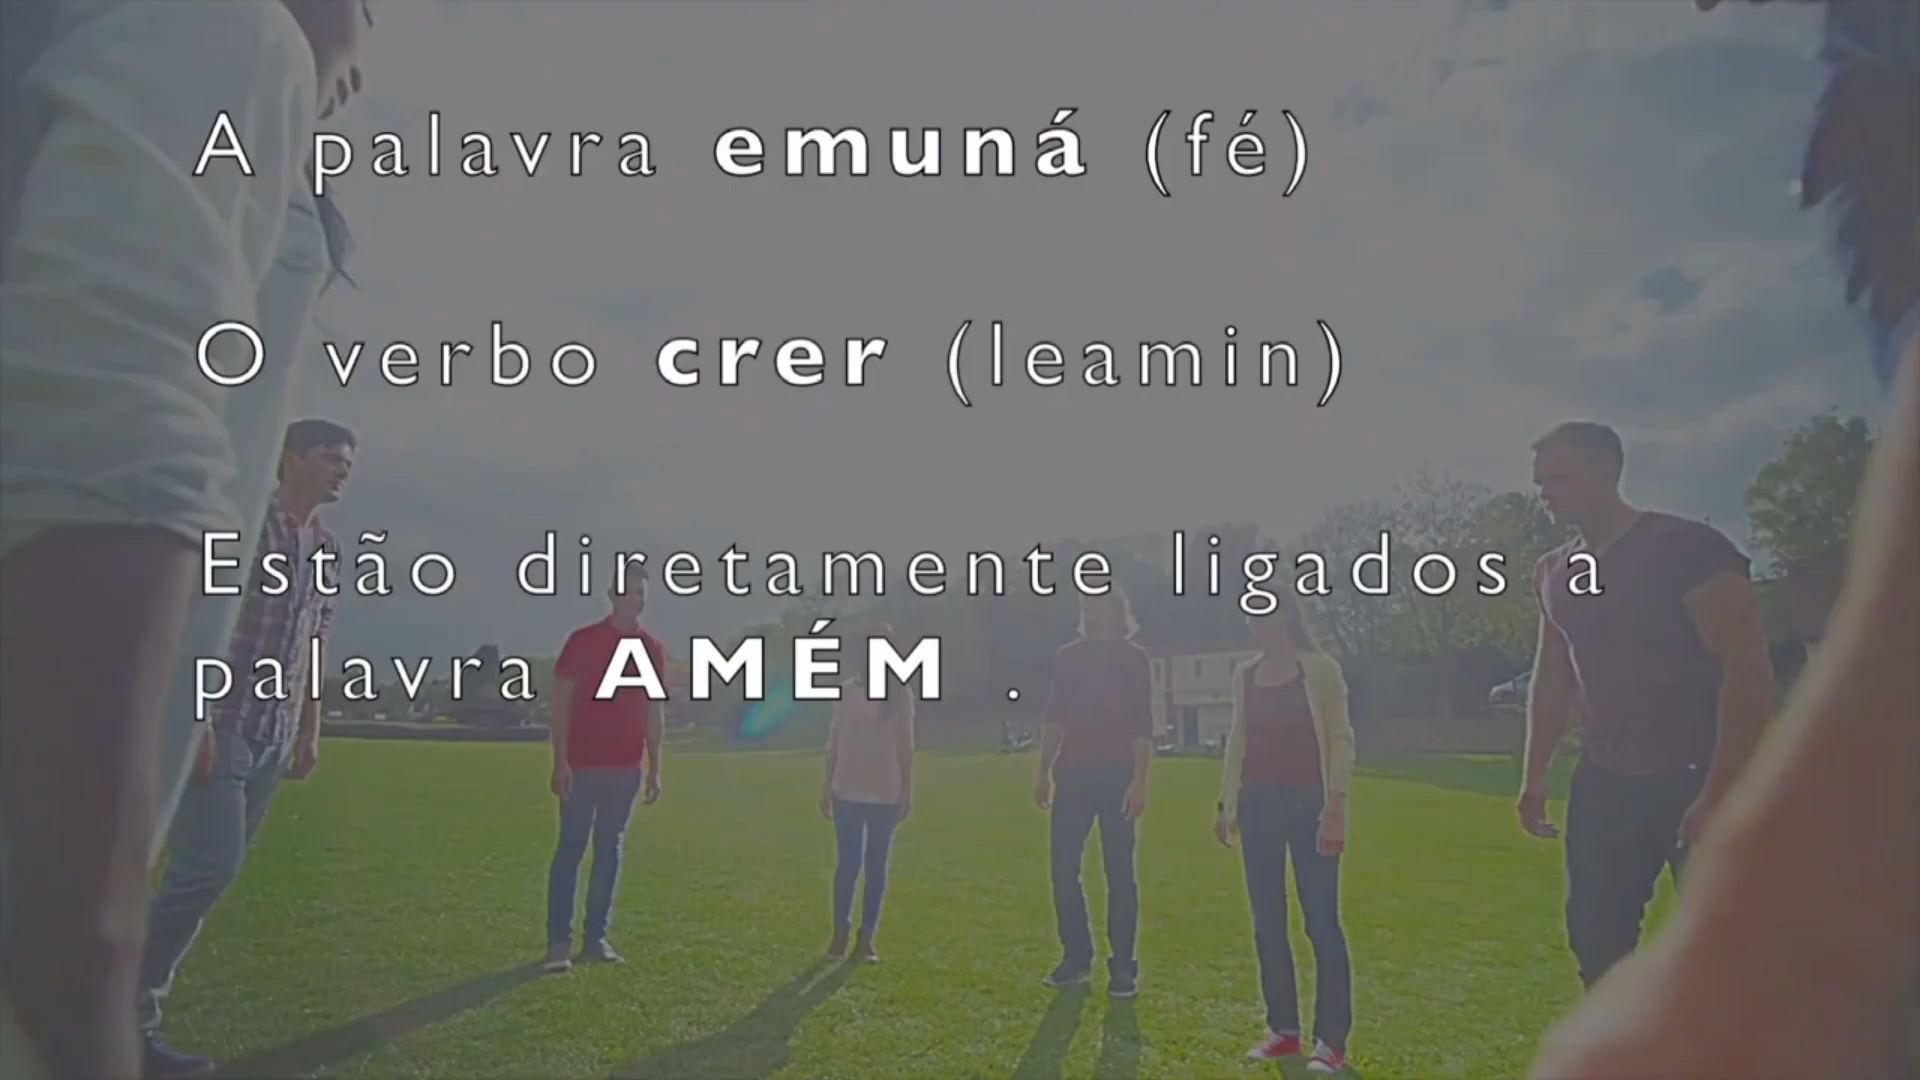 A palavra emuná (fé)
O verbo crer (leamin)
Estão diretamente ligados a
palavra AMÉM .